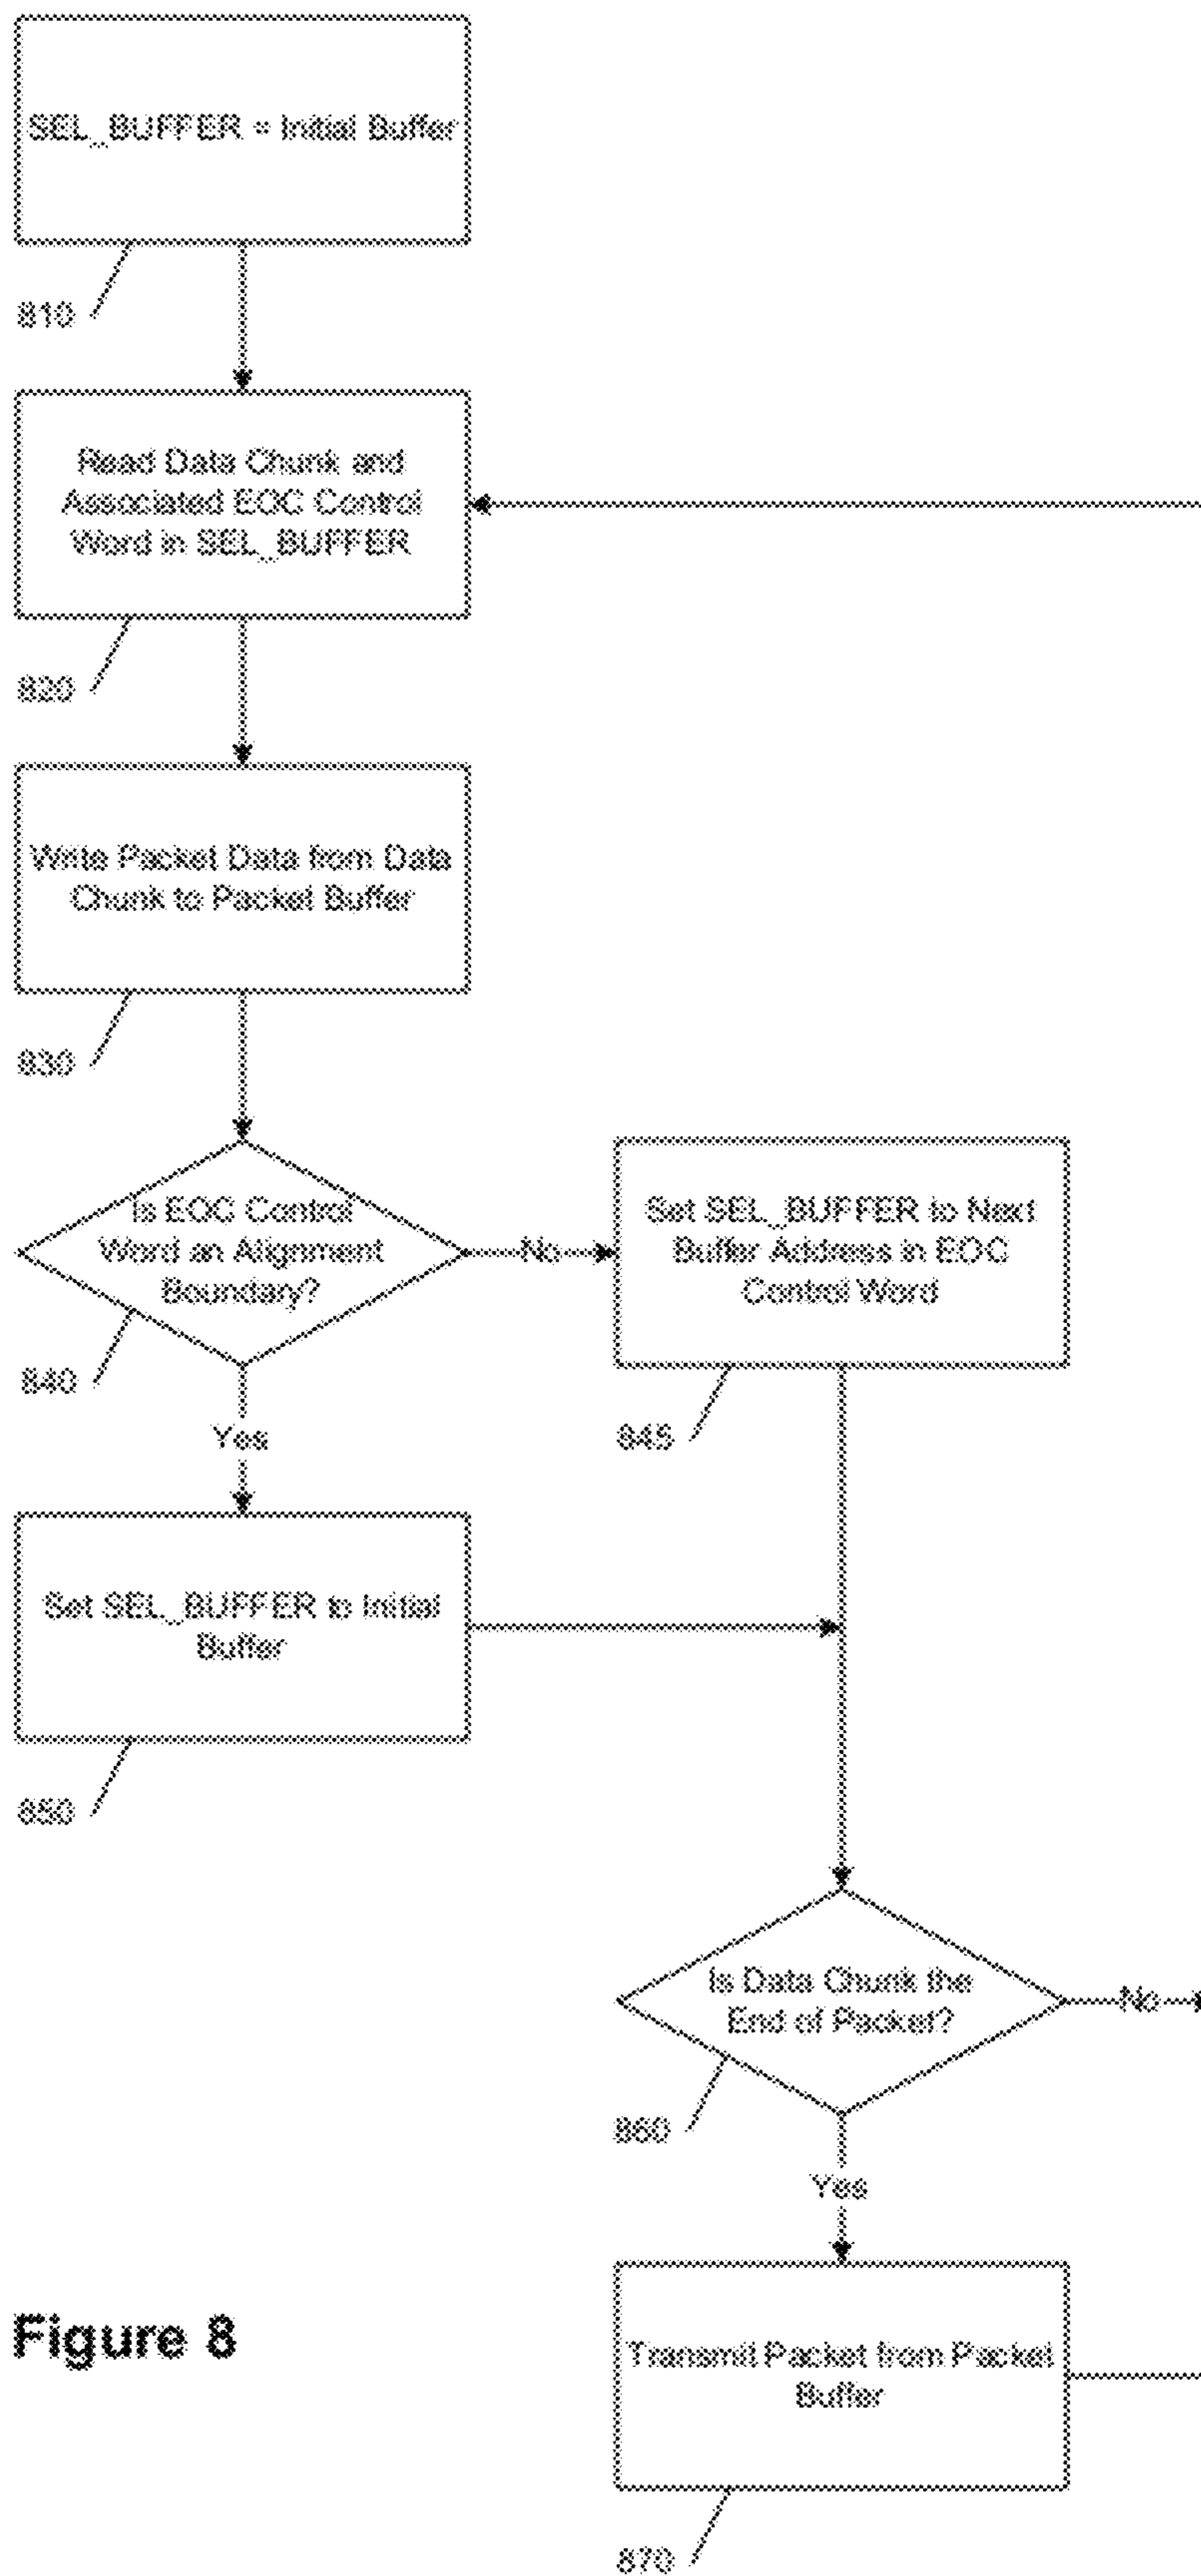 SEL_BUFFER = Initial Buffer
810
Read Data Chunk and
Associated EOC Control
Word in SEL_BUFFER
820
Write Packet Data from Data
Chunk to Packet Buffer
830
Is EOC Control
Word an Alignment
Boundary?
No
Set SEL_BUFFER to Next
Buffer Address in EOC
Control Word
840
845
Yes
Set SEL_BUFFER to Initial
Buffer
850
Is Data Chunk the
End of Packet?
No
860
Yes
Transmit Packet from Packet
Buffer
870
Figure 8